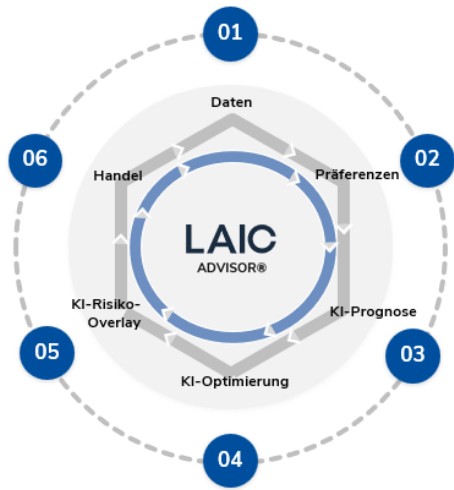 01
Daten
06
02
Handel
Präferenzen
LAIC
ADVISOR®
KI-Risiko-
Overlay
KI-Prognose
05
03
KI-Optimierung
04